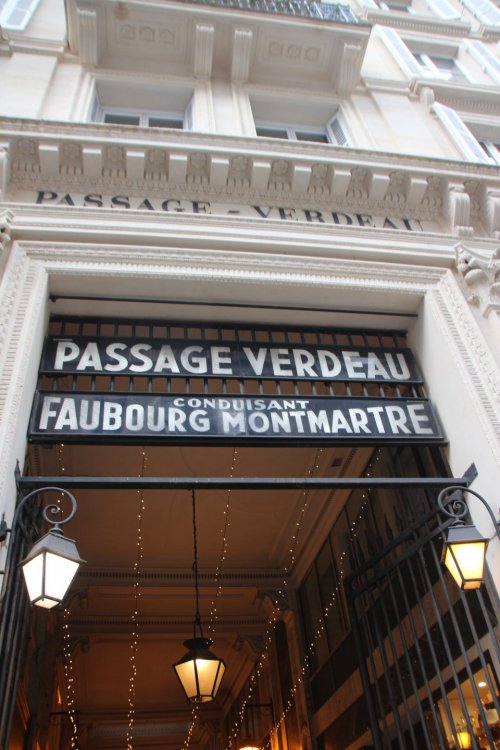 PASSAGE - VERDEAU
PASSAGE VERDEAU
CONDUISANT
FAUBOURG MONTMARTRE